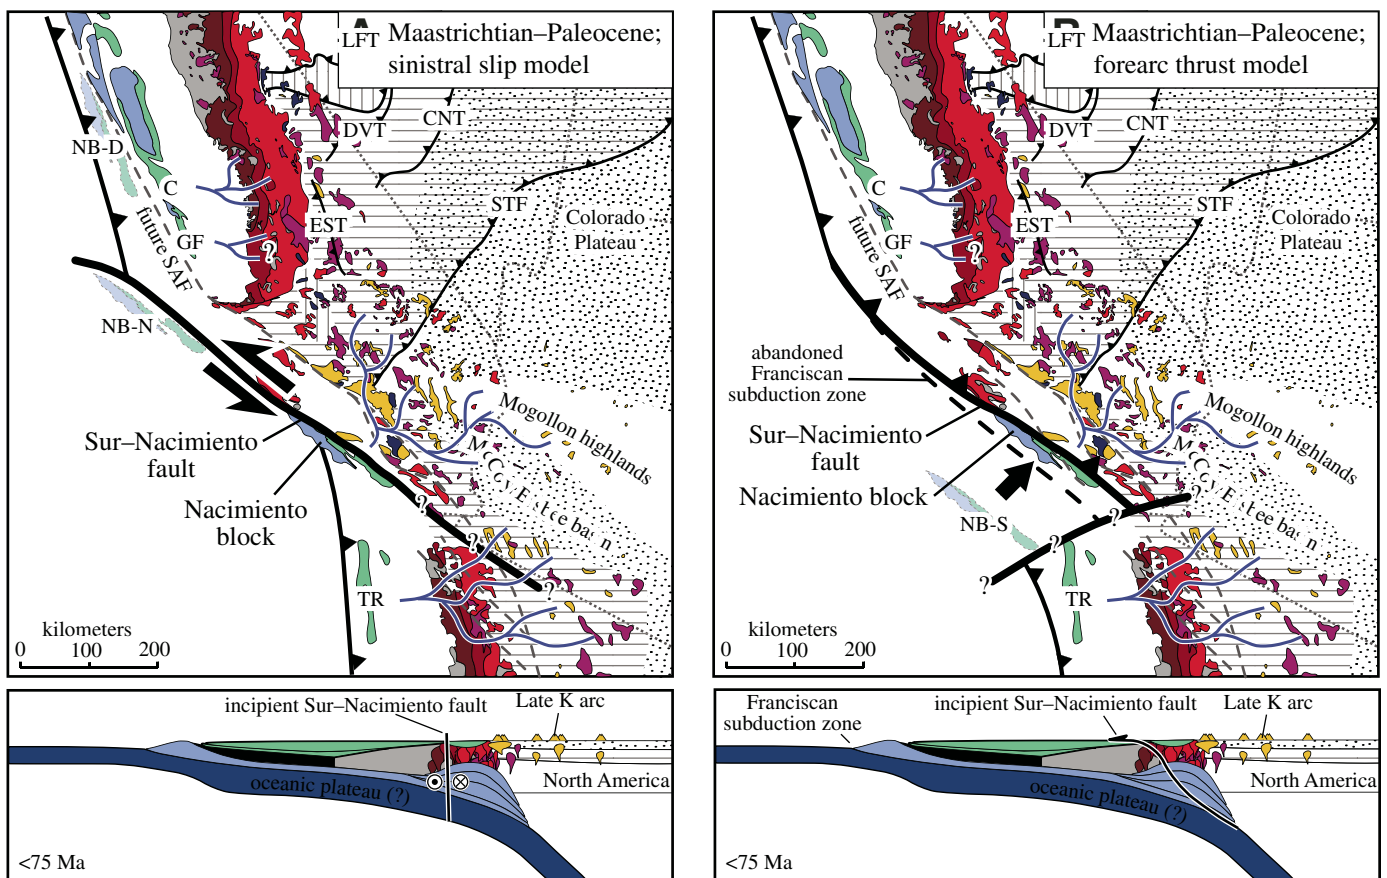 LFT
Maastrichtian–Paleocene;
sinistral slip model
DVT
CNT
NB-D
C
STF
future SAF
GF
?
EST
Colorado
Plateau
NB-N
Mogollon highlands
Sur–Nacimiento
fault
Nacimiento
block
?
?
?
TR
kilometers
0 100 200
incipient Sur–Nacimiento fault
Late K arc
oceanic plateau (?)
North America
<75 Ma
B
LFT
Maastrichtian–Paleocene;
forearc thrust model
DVT
CNT
C
STF
future SAF
GF
?
EST
Colorado
Plateau
abandoned
Franciscan
subduction zone
Mogollon highlands
Sur–Nacimiento
fault
Nacimiento block
NB-S
?
?
?
?
TR
kilometers
0 100 200
Franciscan
subduction zone
incipient Sur–Nacimiento fault
Late K arc
oceanic plateau (?)
North America
<75 Ma